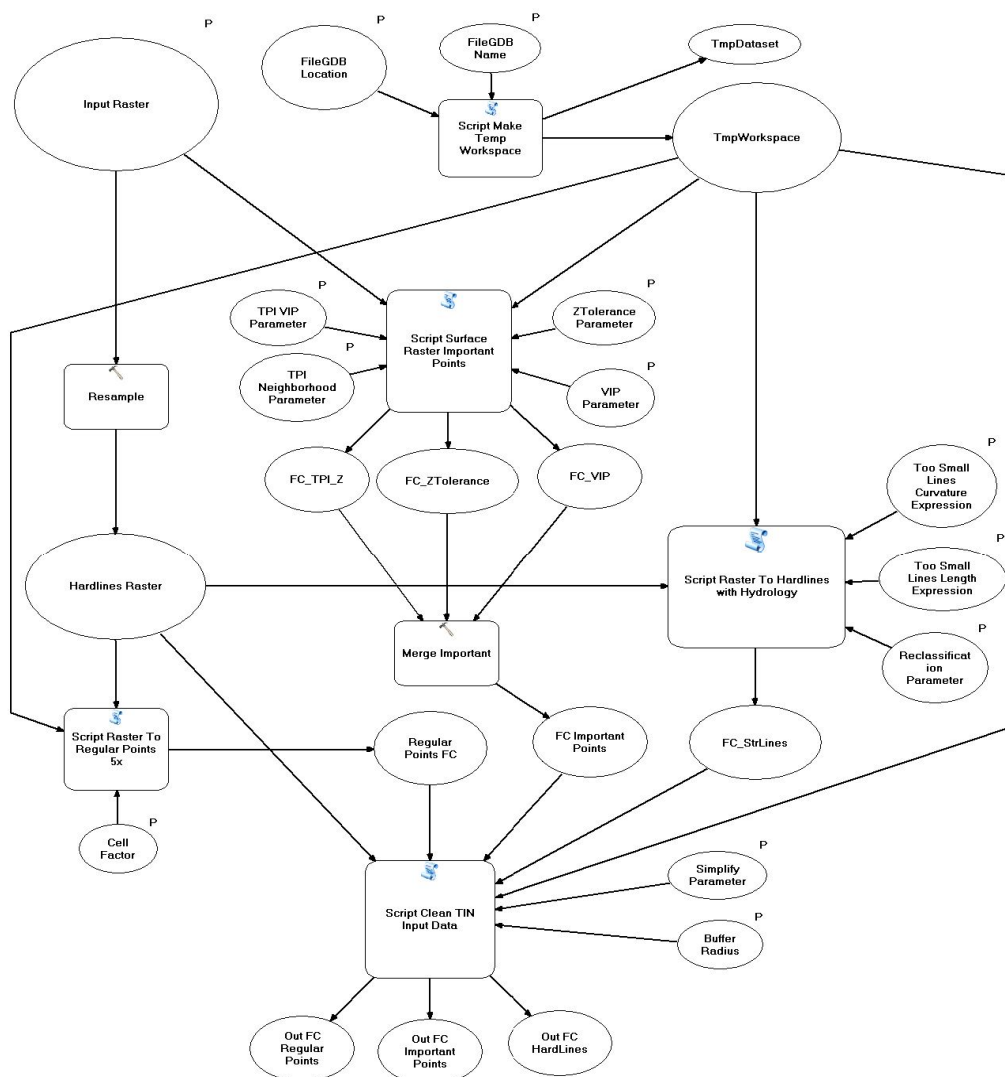 P
P
P
Input Raster
FileGDB
Location
FileGDB
Name
TmpDataset
Script Make
Temp
Workspace
TmpWorkspace
P
TPI VIP
Parameter
P
TPI
Neighborhood
Parameter
Script Surface
Raster Important
Points
P
ZTolerance
Parameter
P
VIP
Parameter
Resample
FC_TPI_Z
FC_ZTolerance
FC_VIP
P
Too Small
Lines
Curvature
Expression
P
Too Small
Lines Length
Expression
P
Reclassificat
ion
Parameter
Hardlines Raster
Script Raster To Hardlines
with Hydrology
Merge Important
Script Raster To
Regular Points
5x
Regular
Points FC
FC Important
Points
FC_StrLines
P
Cell
Factor
P
Simplify
Parameter
P
Buffer
Radius
Script Clean TIN
Input Data
Out FC
Regular
Points
Out FC
Important
Points
Out FC
HardLines